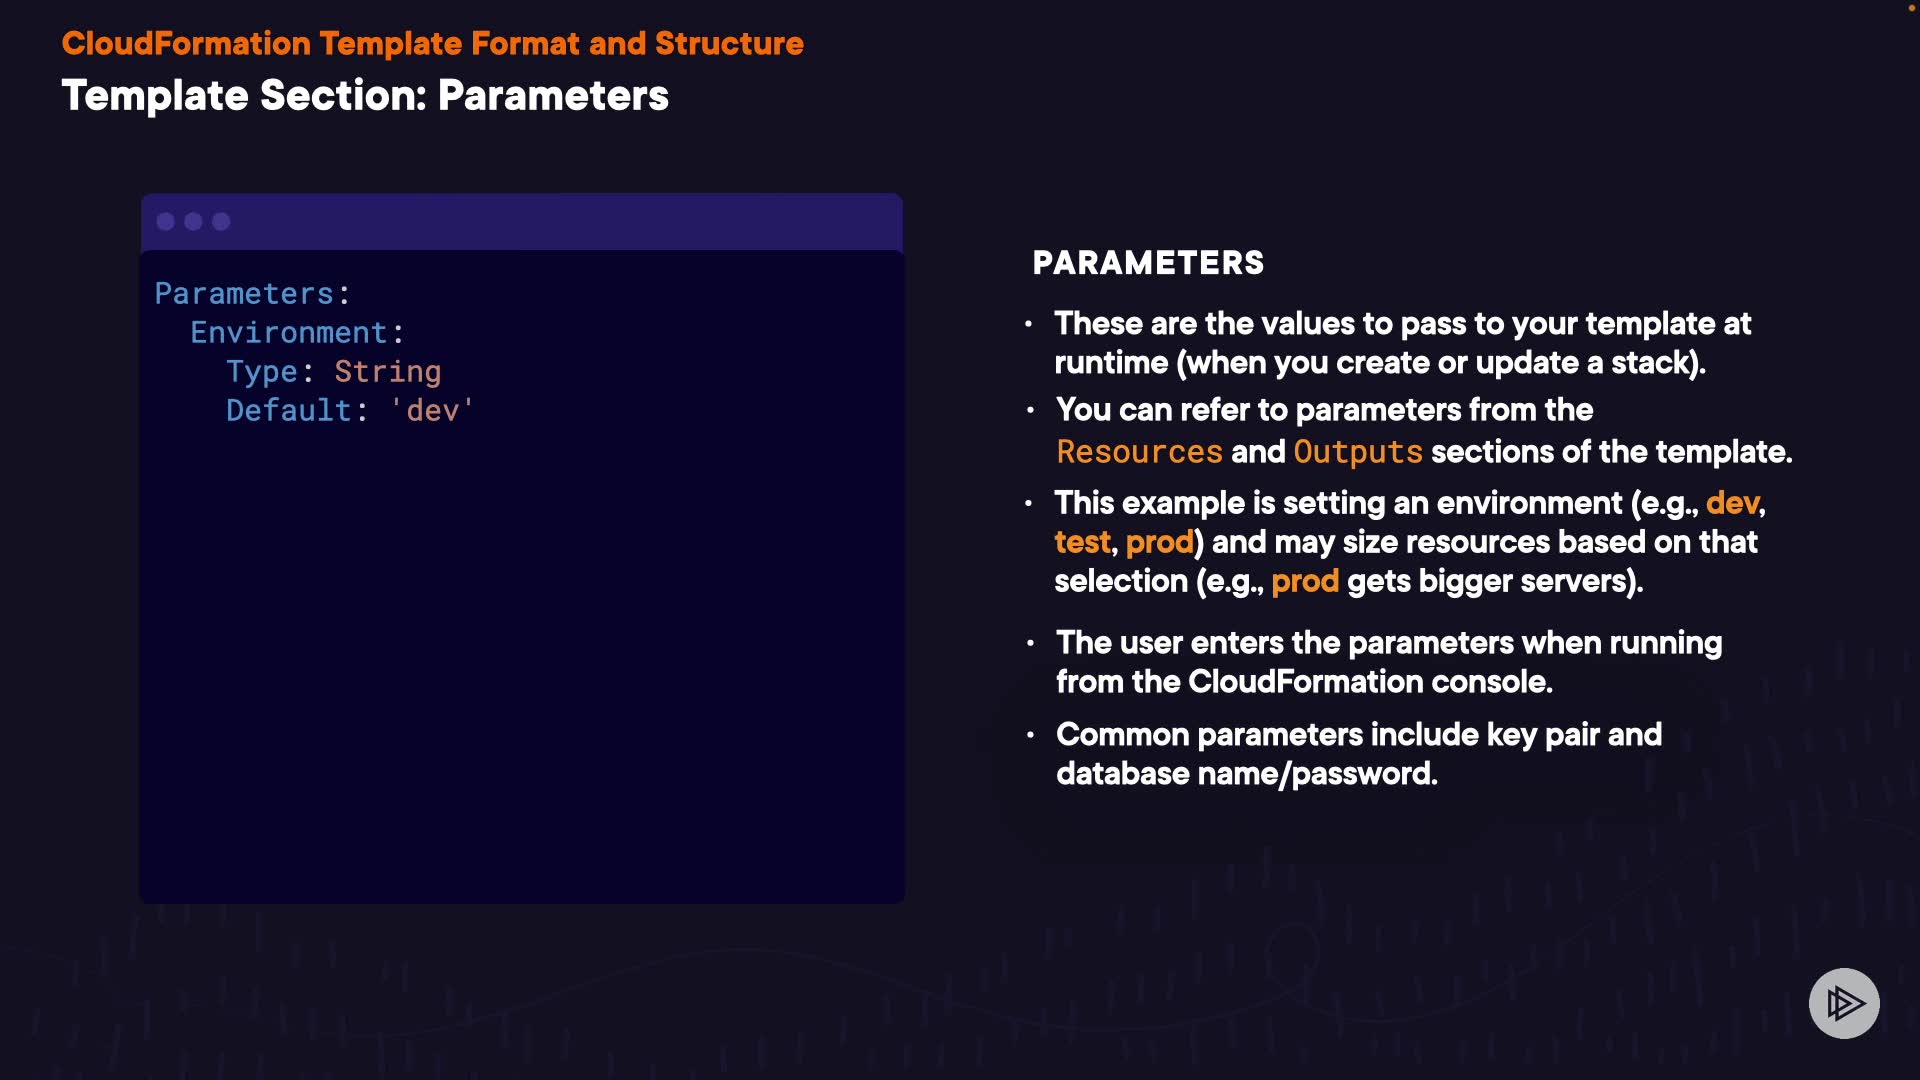 CloudFormation Template Format and Structure
Template Section: Parameters
Parameters:
  Environment:
    Type: String
    Default: 'dev'
PARAMETERS
· These are the values to pass to your template at
runtime (when you create or update a stack).
· You can refer to parameters from the
Resources and Outputs sections of the template.
· This example is setting an environment (e.g., dev,
test, prod) and may size resources based on that
selection (e.g., prod gets bigger servers).
· The user enters the parameters when running
from the CloudFormation console.
· Common parameters include key pair and
database name/password.